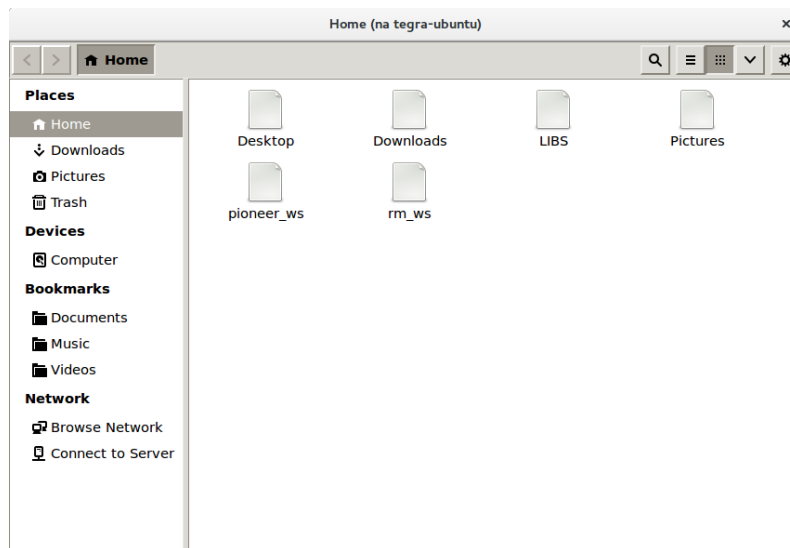 Home (na tegra-ubuntu)
Home
Places
Home
Downloads
Pictures
Trash
Devices
Computer
Bookmarks
Documents
Music
Videos
Network
Browse Network
Connect to Server
Desktop Downloads LIBS Pictures
pioneer_ws rm_ws